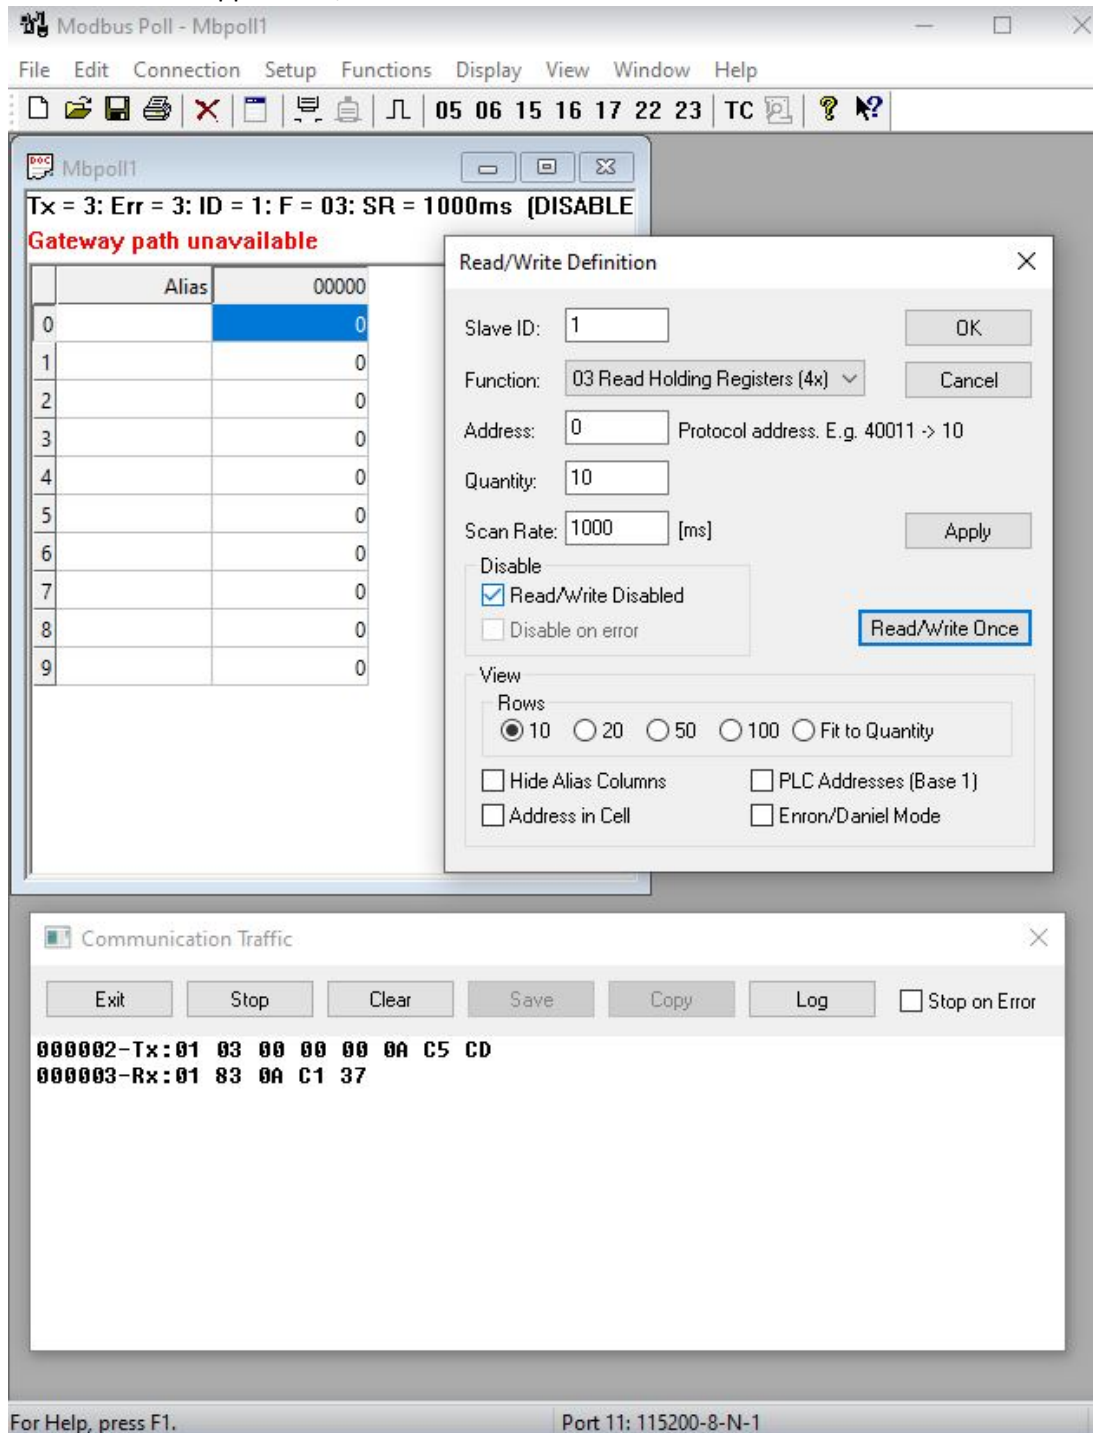 Modbus Poll - Mbpoll1
File Edit Connection Setup Functions Display View Window Help
05 06 15 16 17 22 23 TC
Mbpoll1
Tx = 3: Err = 3: ID = 1: F = 03: SR = 1000ms (DISABLE
Gateway path unavailable
Alias 00000
0 0
1 0
2 0
3 0
4 0
5 0
6 0
7 0
8 0
9 0
Read/Write Definition
Slave ID: 1 OK
Function: 03 Read Holding Registers (4x) Cancel
Address: 0 Protocol address. E.g. 40011 -> 10
Quantity: 10
Scan Rate: 1000 [ms] Apply
Disable
Read/Write Disabled
Disable on error Read/Write Once
View
Rows
10 20 50 100 Fit to Quantity
Hide Alias Columns PLC Addresses (Base 1)
Address in Cell Enron/Daniel Mode
Communication Traffic
Exit Stop Clear Save Copy Log Stop on Error
000002-Tx:01 03 00 00 00 0A C5 CD
000003-Rx:01 83 0A C1 37
For Help, press F1. Port 11: 115200-8-N-1